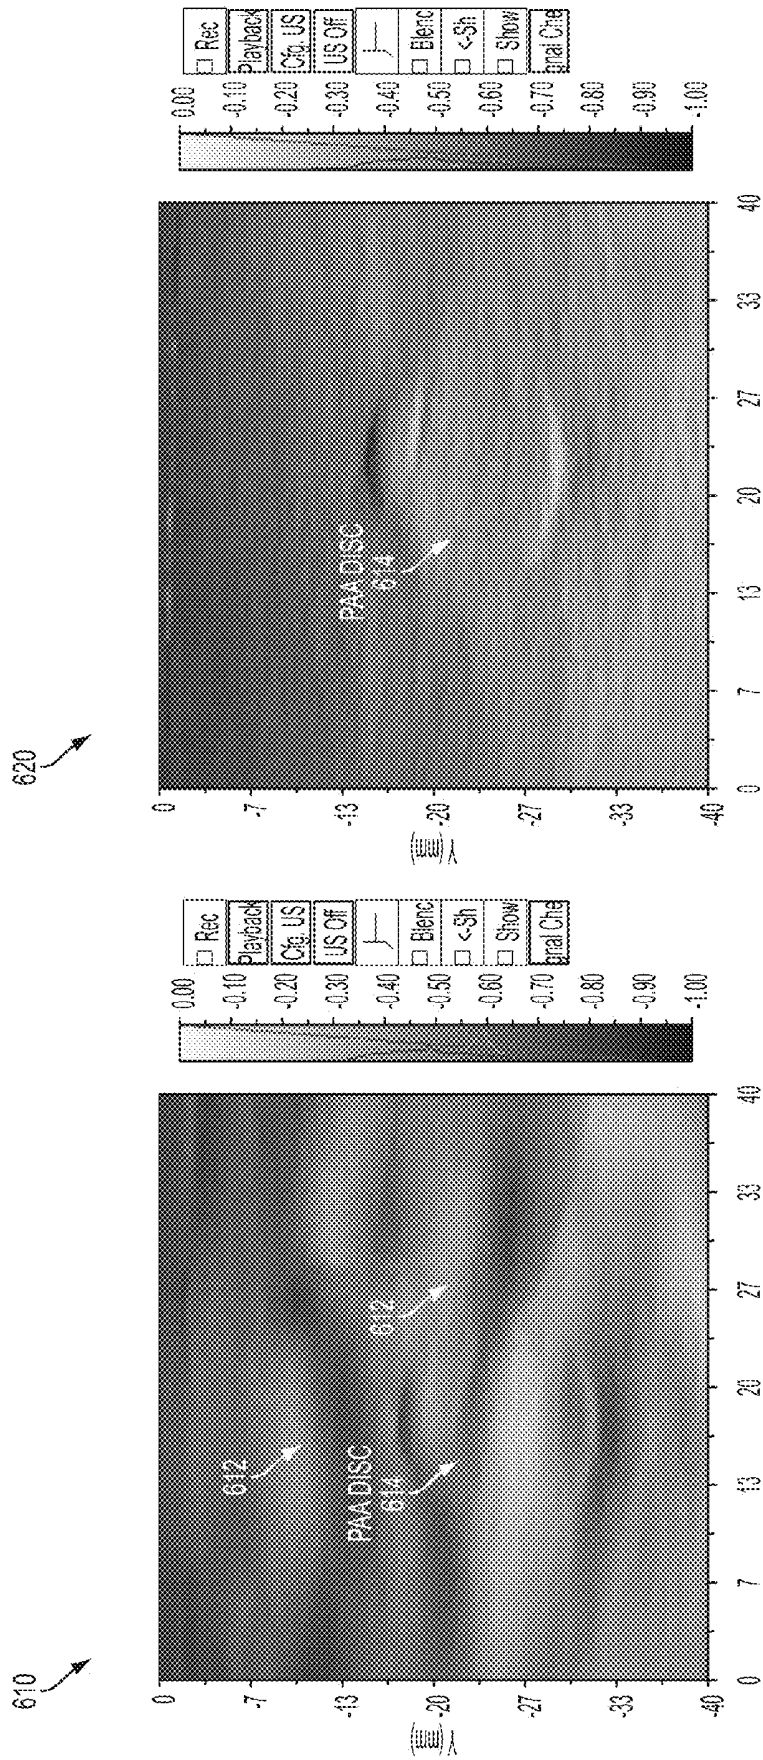 610
612
612
PAA DISC
614
Y
(mm)
0
-7
-13
-20
-27
-33
-40
0
7
13
20
27
33
40
0.00
-0.10
-0.20
-0.30
-0.40
-0.50
-0.60
-0.70
-0.80
-0.90
-1.00
Rec
Playback
Cfg. US
US Off
Blenc
<-Sh
Show
gnal Che
620
PAA DISC
614
Y
(mm)
0
-7
-13
-20
-27
-33
-40
0
7
13
20
27
33
40
0.00
-0.10
-0.20
-0.30
-0.40
-0.50
-0.60
-0.70
-0.80
-0.90
-1.00
Rec
Playback
Cfg. US
US Off
Blenc
<-Sh
Show
gnal Che